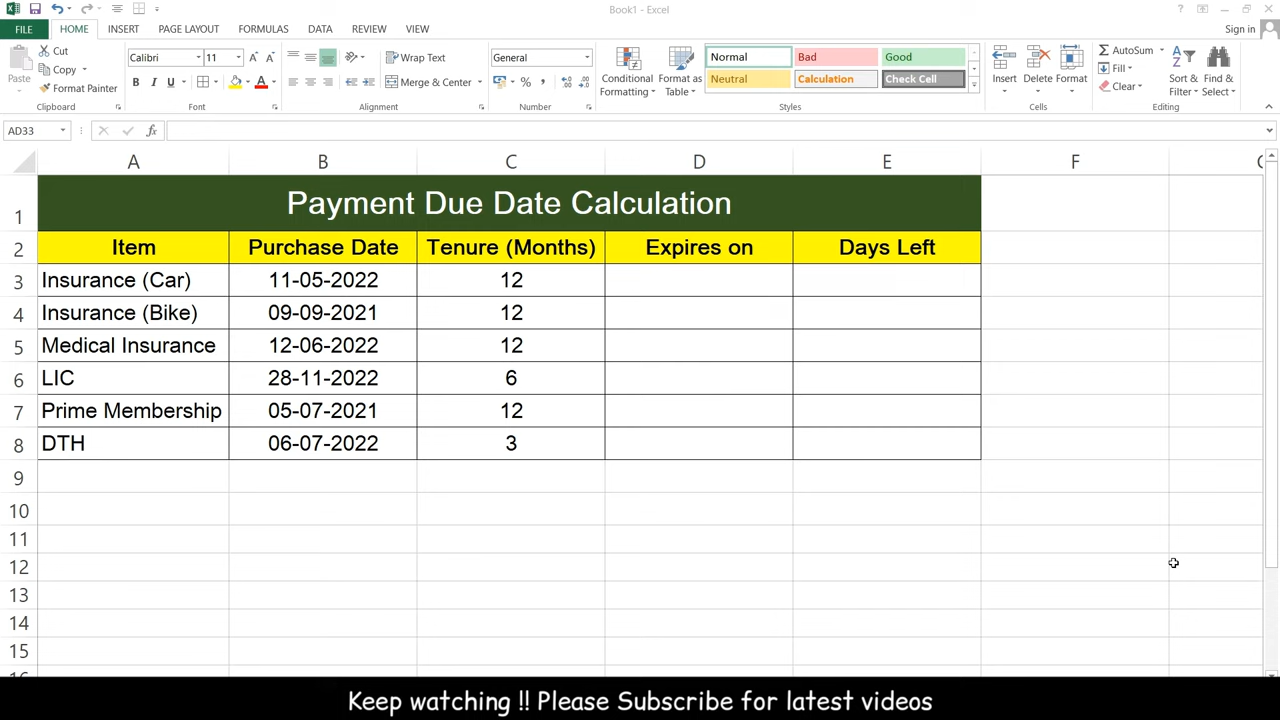 Book1 - Excel
?
Sign in
FILE HOME INSERT PAGE LAYOUT FORMULAS DATA REVIEW VIEW
Paste Cut Copy Format Painter
Clipboard
Calibri 11 A A
B I U A
Font
Wrap Text
Merge & Center
Alignment
General
% , .0 .00
Number
Conditional Formatting Format as Table
Normal Bad Good
Neutral Calculation Check Cell
Styles
Insert Delete Format
Cells
AutoSum Fill Clear
Sort & Filter Find & Select
Editing
AD33 fx
A B C D E F
1 Payment Due Date Calculation
2 Item Purchase Date Tenure (Months) Expires on Days Left
3 Insurance (Car) 11-05-2022 12
4 Insurance (Bike) 09-09-2021 12
5 Medical Insurance 12-06-2022 12
6 LIC 28-11-2022 6
7 Prime Membership 05-07-2021 12
8 DTH 06-07-2022 3
9
10
11
12
13
14
15
Keep watching !! Please Subscribe for latest videos